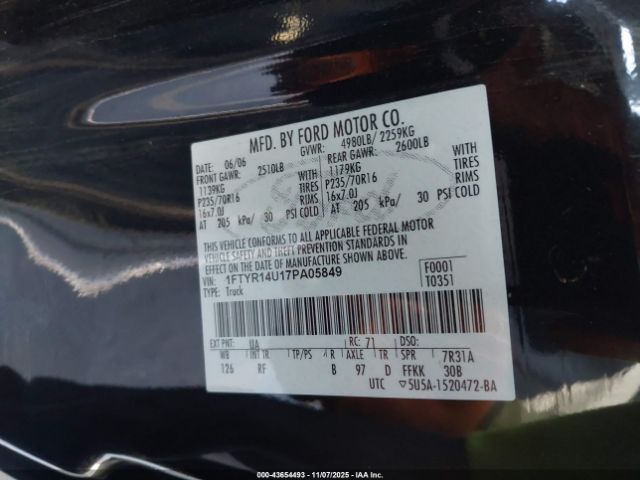 MFD. BY FORD MOTOR CO.
DATE: 06/06 GVWR: 4980LB/ 2259KG
FRONT GAWR: 2510LB REAR GAWR: 2600LB
1139KG WITH 1179KG WITH
P235/70R16 TIRES P235/70R16 TIRES
16x7.0J RIMS 16x7.0J RIMS
AT 205 kPa/ 30 PSI COLD AT 205 kPa/ 30 PSI COLD
THIS VEHICLE CONFORMS TO ALL APPLICABLE FEDERAL MOTOR
VEHICLE SAFETY AND THEFT PREVENTION STANDARDS IN
EFFECT ON THE DATE OF MANUFACTURE SHOWN ABOVE.
VIN: 1FTYR14U17PA05849 F0001
TYPE: Truck T0351
EXT PNT: UA RC: 71 DSO:
WB INT TR TP/PS R AXLE TR SPR 7R31A
126 RF B 97 D FFKK 30B
UTC 5U5A-1520472-BA
000-43654493 - 11/07/2025 - IAA Inc.